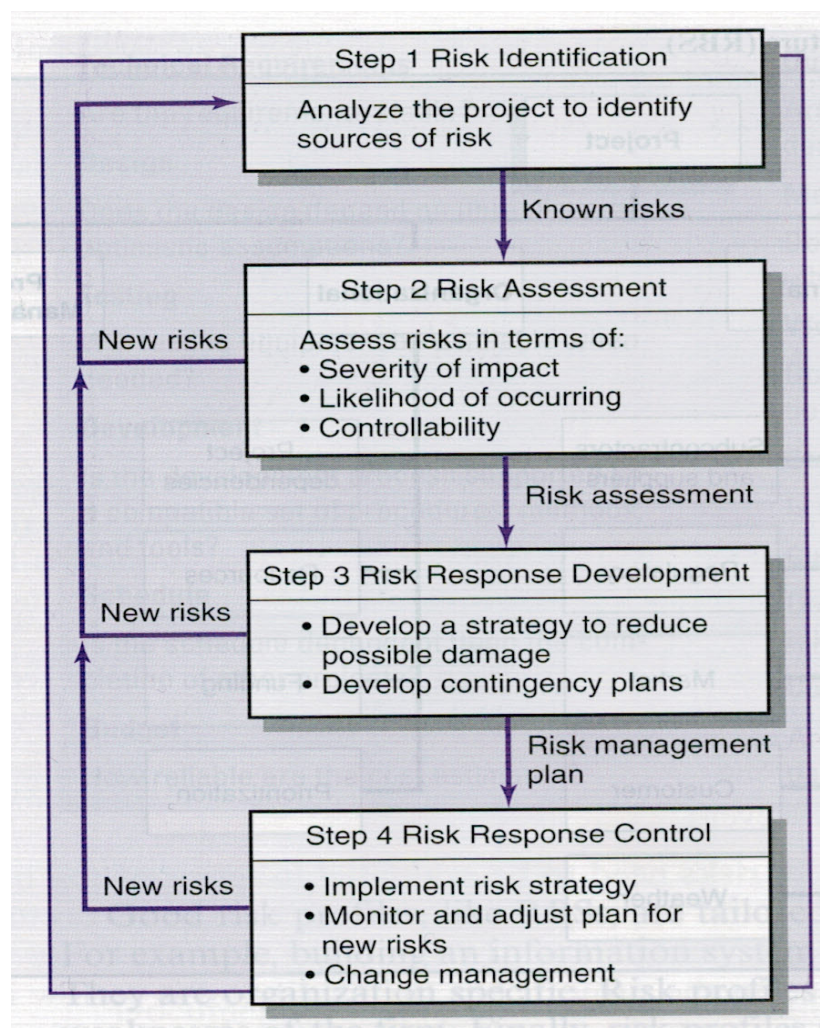 Step 1 Risk Identification
Analyze the project to identify
sources of risk
Known risks
Step 2 Risk Assessment
New risks
Assess risks in terms of:
• Severity of impact
• Likelihood of occurring
• Controllability
Risk assessment
Step 3 Risk Response Development
New risks
• Develop a strategy to reduce
possible damage
• Develop contingency plans
Risk management
plan
Step 4 Risk Response Control
New risks
• Implement risk strategy
• Monitor and adjust plan for
new risks
• Change management